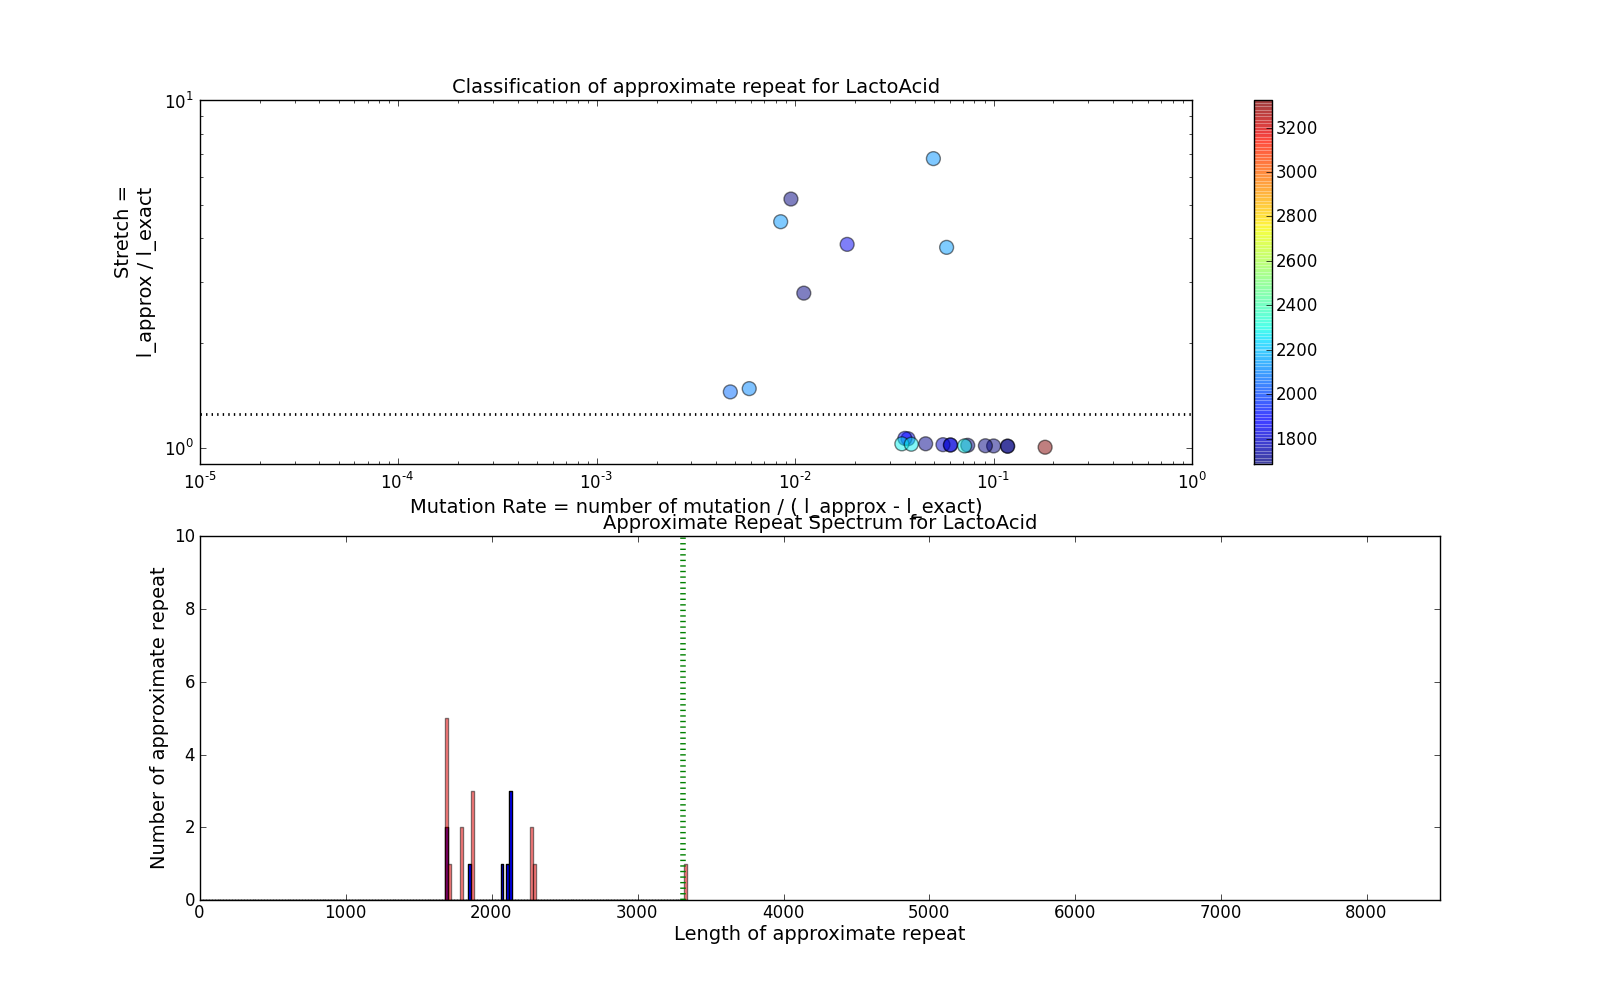 Classification of approximate repeat for LactoAcid
10^1
10^0
Stretch =
l_approx / l_exact
10^-5 10^-4 10^-3 10^-2 10^-1 10^0
Mutation Rate = number of mutation / ( l_approx - l_exact)
3200
3000
2800
2600
2400
2200
2000
1800
Approximate Repeat Spectrum for LactoAcid
10
8
6
4
2
0
Number of approximate repeat
0 1000 2000 3000 4000 5000 6000 7000 8000
Length of approximate repeat